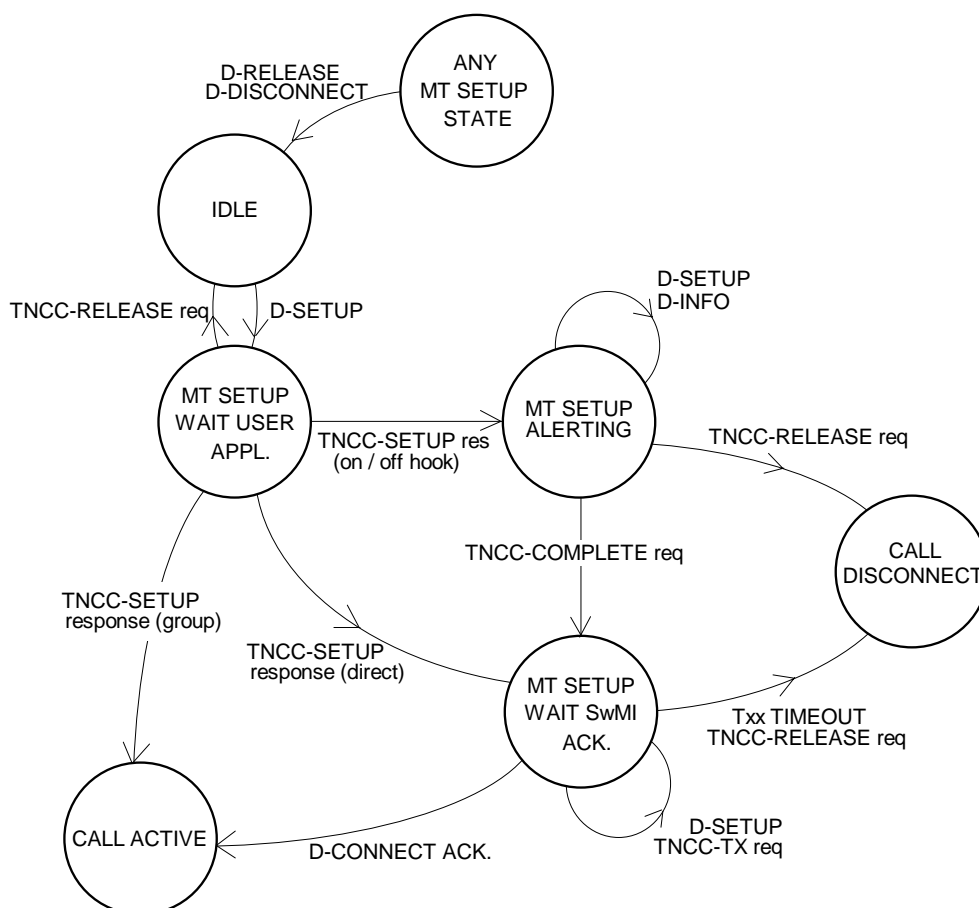 ANY
MT SETUP
STATE
D-RELEASE
D-DISCONNECT
IDLE
TNCC-RELEASE req
D-SETUP
D-SETUP
D-INFO
MT SETUP
WAIT USER
APPL.
TNCC-SETUP res
(on / off hook)
MT SETUP
ALERTING
TNCC-RELEASE req
TNCC-COMPLETE req
CALL
DISCONNECT
TNCC-SETUP
response (group)
TNCC-SETUP
response (direct)
MT SETUP
WAIT SwMI
ACK.
Txx TIMEOUT
TNCC-RELEASE req
CALL ACTIVE
D-CONNECT ACK.
D-SETUP
TNCC-TX req